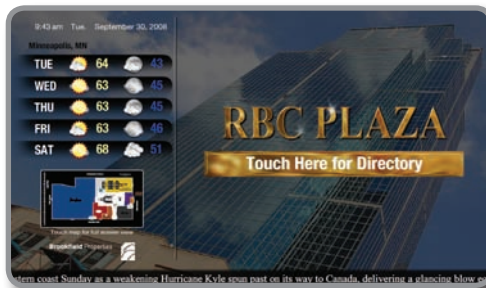 9:43 am Tue. September 30, 2008
Minneapolis, MN
TUE 64 43
WED 63 45
THU 63 45
FRI 63 46
SAT 68 51
RBC PLAZA
Touch Here for Directory
Touch map for full screen view
Brookfield Properties
stern coast Sunday as a weakening Hurricane Kyle spun past on its way to Canada, delivering a glancing blow